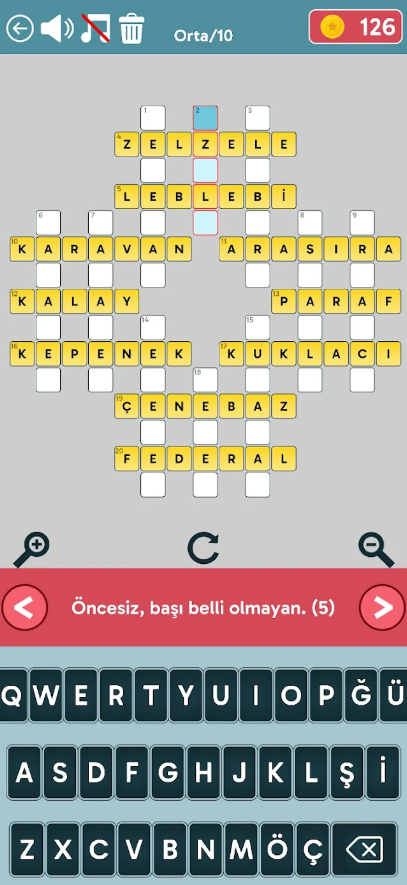 Orta/10
126
1 2 3
4 Z E L Z E L E
5 L E B L E B İ
6 7 8 9
10 K A R A V A N 11 A R A S I R A
12 K A L A Y 13 P A R A F
14 15
16 K E P E N E K 17 K U K L A C I
18
19 Ç E N E B A Z
20 F E D E R A L
< Öncesiz, başı belli olmayan. (5) >
Q W E R T Y U I O P Ğ Ü
A S D F G H J K L Ş İ
Z X C V B N M Ö Ç